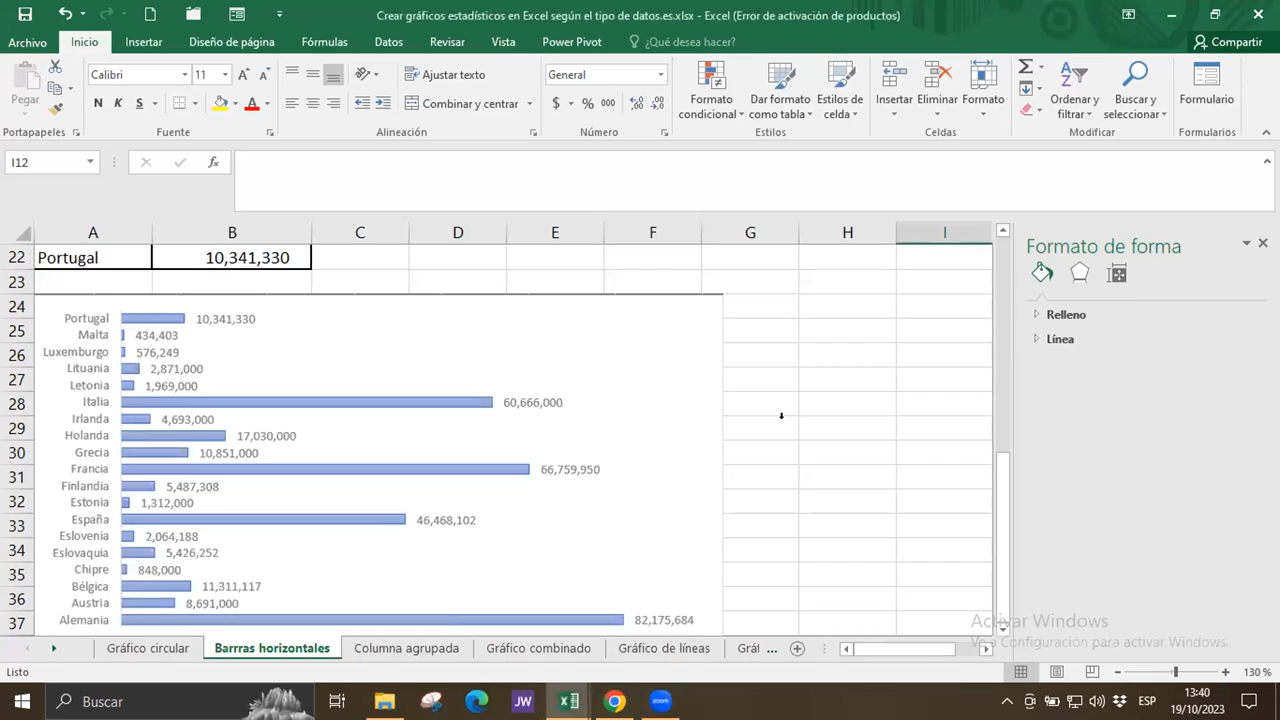 Crear gráficos estadísticos en Excel según el tipo de datos.es.xlsx - Excel (Error de activación de productos)
Archivo Inicio Insertar Diseño de página Fórmulas Datos Revisar Vista Power Pivot ¿Qué desea hacer? Compartir
Pegar
Calibri 11
N K S
Ajustar texto
Combinar y centrar
General
$ % 000
Formato condicional
Dar formato como tabla
Estilos de celda
Insertar Eliminar Formato
Ordenar y filtrar
Buscar y seleccionar
Formulario
Portapapeles Fuente Alineación Número Estilos Celdas Modificar Formularios
I12 fx
A B C D E F G H I
22 Portugal 10,341,330
23
24
25
26
27
28
29
30
31
32
33
34
35
36
37
Portugal 10,341,330
Malta 434,403
Luxemburgo 576,249
Lituania 2,871,000
Letonia 1,969,000
Italia 60,666,000
Irlanda 4,693,000
Holanda 17,030,000
Grecia 10,851,000
Francia 66,759,950
Finlandia 5,487,308
Estonia 1,312,000
España 46,468,102
Eslovenia 2,064,188
Eslovaquia 5,426,252
Chipre 848,000
Bélgica 11,311,117
Austria 8,691,000
Alemania 82,175,684
Formato de forma
Relleno
Línea
Activar Windows
Ve a Configuración para activar Windows.
Gráfico circular Barrras horizontales Columna agrupada Gráfico combinado Gráfico de líneas Grá ...
Listo 130 %
Buscar
JW
zoom
ESP
13:40
19/10/2023